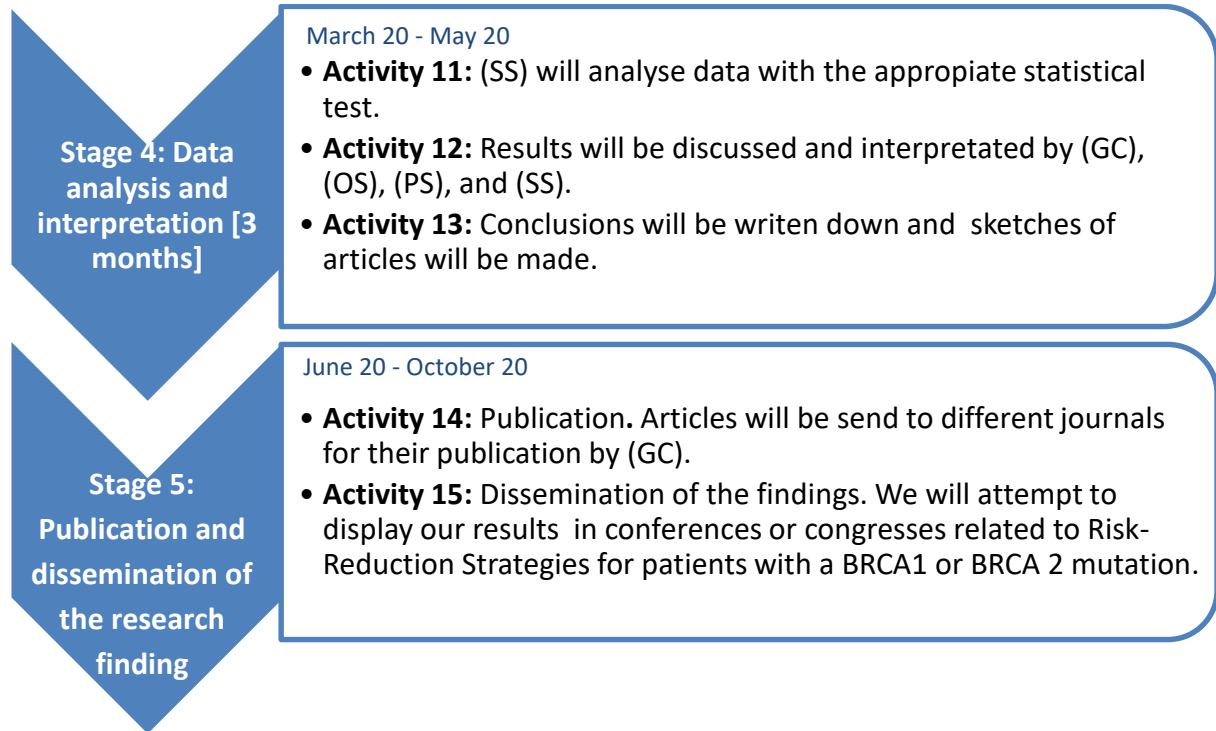 Stage 4: Data
analysis and
interpretation [3
months]
March 20 - May 20
• Activity 11: (SS) will analyse data with the appropiate statistical
test.
• Activity 12: Results will be discussed and interpretated by (GC),
(OS), (PS), and (SS).
• Activity 13: Conclusions will be writen down and  sketches of
articles will be made.
Stage 5:
Publication and
dissemination of
the research
finding
June 20 - October 20
• Activity 14: Publication. Articles will be send to different journals
for their publication by (GC).
• Activity 15: Dissemination of the findings. We will attempt to
display our results  in conferences or congresses related to Risk-
Reduction Strategies for patients with a BRCA1 or BRCA 2 mutation.